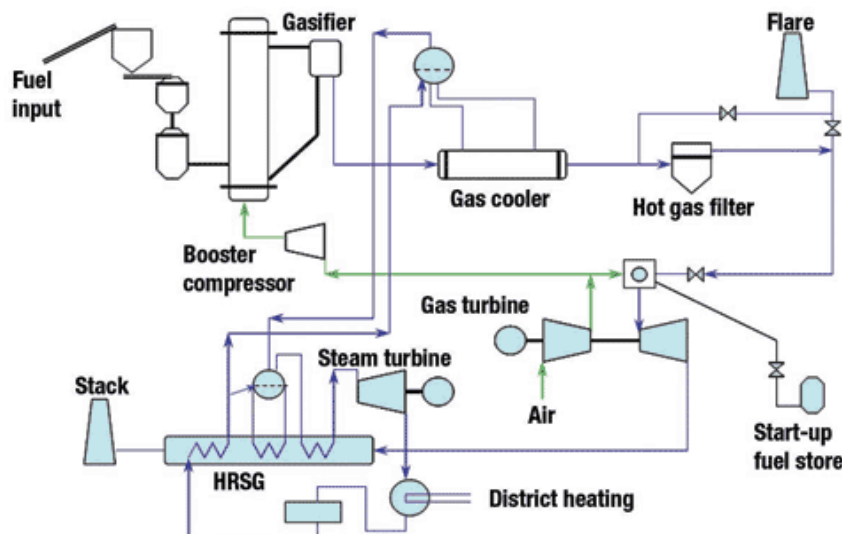 Gasifier
Flare
Fuel
input
Gas cooler
Hot gas filter
Booster
compressor
Gas turbine
Steam turbine
Stack
Air
Start-up
fuel store
HRSG
District heating